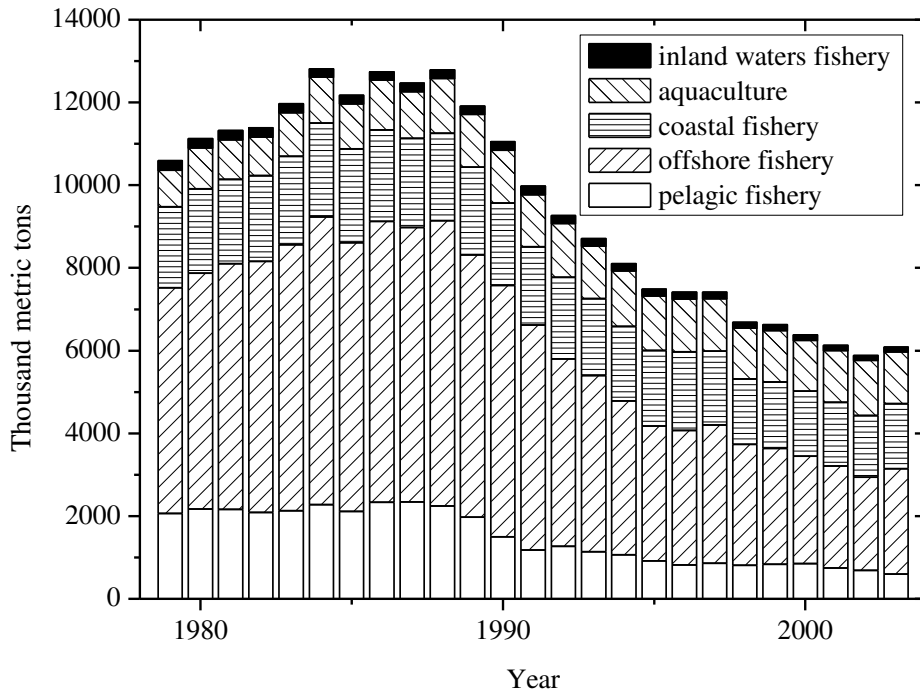 14000
12000
10000
8000
6000
4000
2000
0
Thousand metric tons
inland waters fishery
aquaculture
coastal fishery
offshore fishery
pelagic fishery
1980
1990
2000
Year